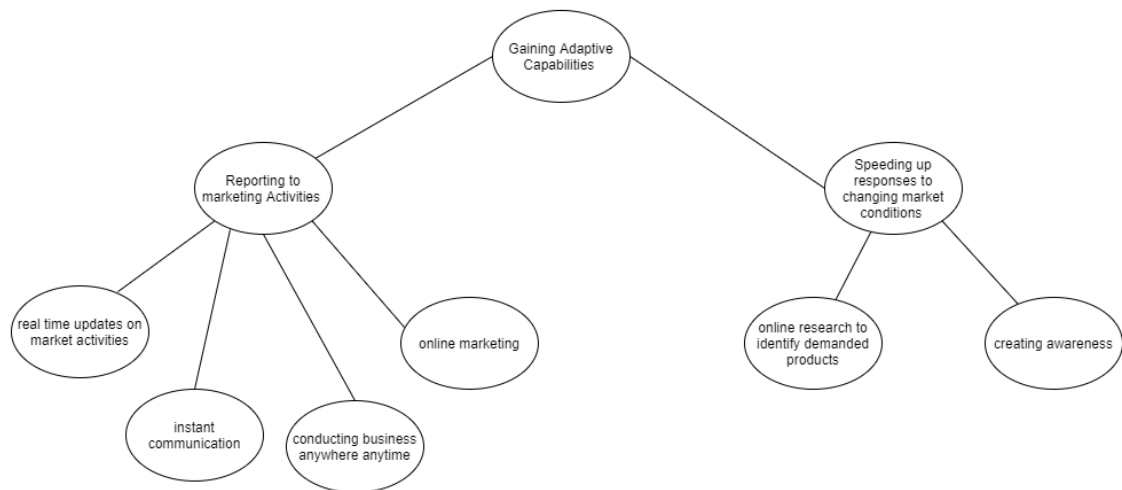 Gaining Adaptive
Capabilities
Reporting to
marketing Activities
Speeding up
responses to
changing market
conditions
real time updates on
market activities
instant
communication
conducting business
anywhere anytime
online marketing
online research to
identify demanded
products
creating awareness